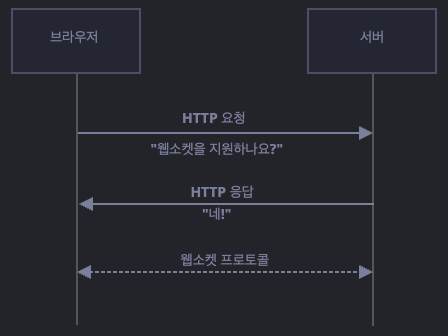 브라우저
서버
HTTP 요청
"웹소켓을 지원하나요?"
HTTP 응답
"네!"
웹소켓 프로토콜